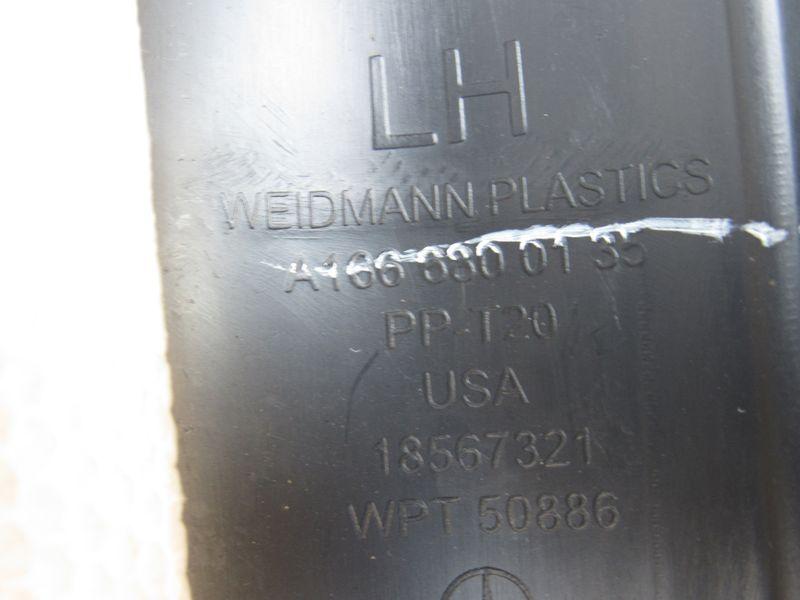 LH
WEIDMANN PLASTICS
A166 680 01 35
PP-T20
USA
18567321
WPT 50886